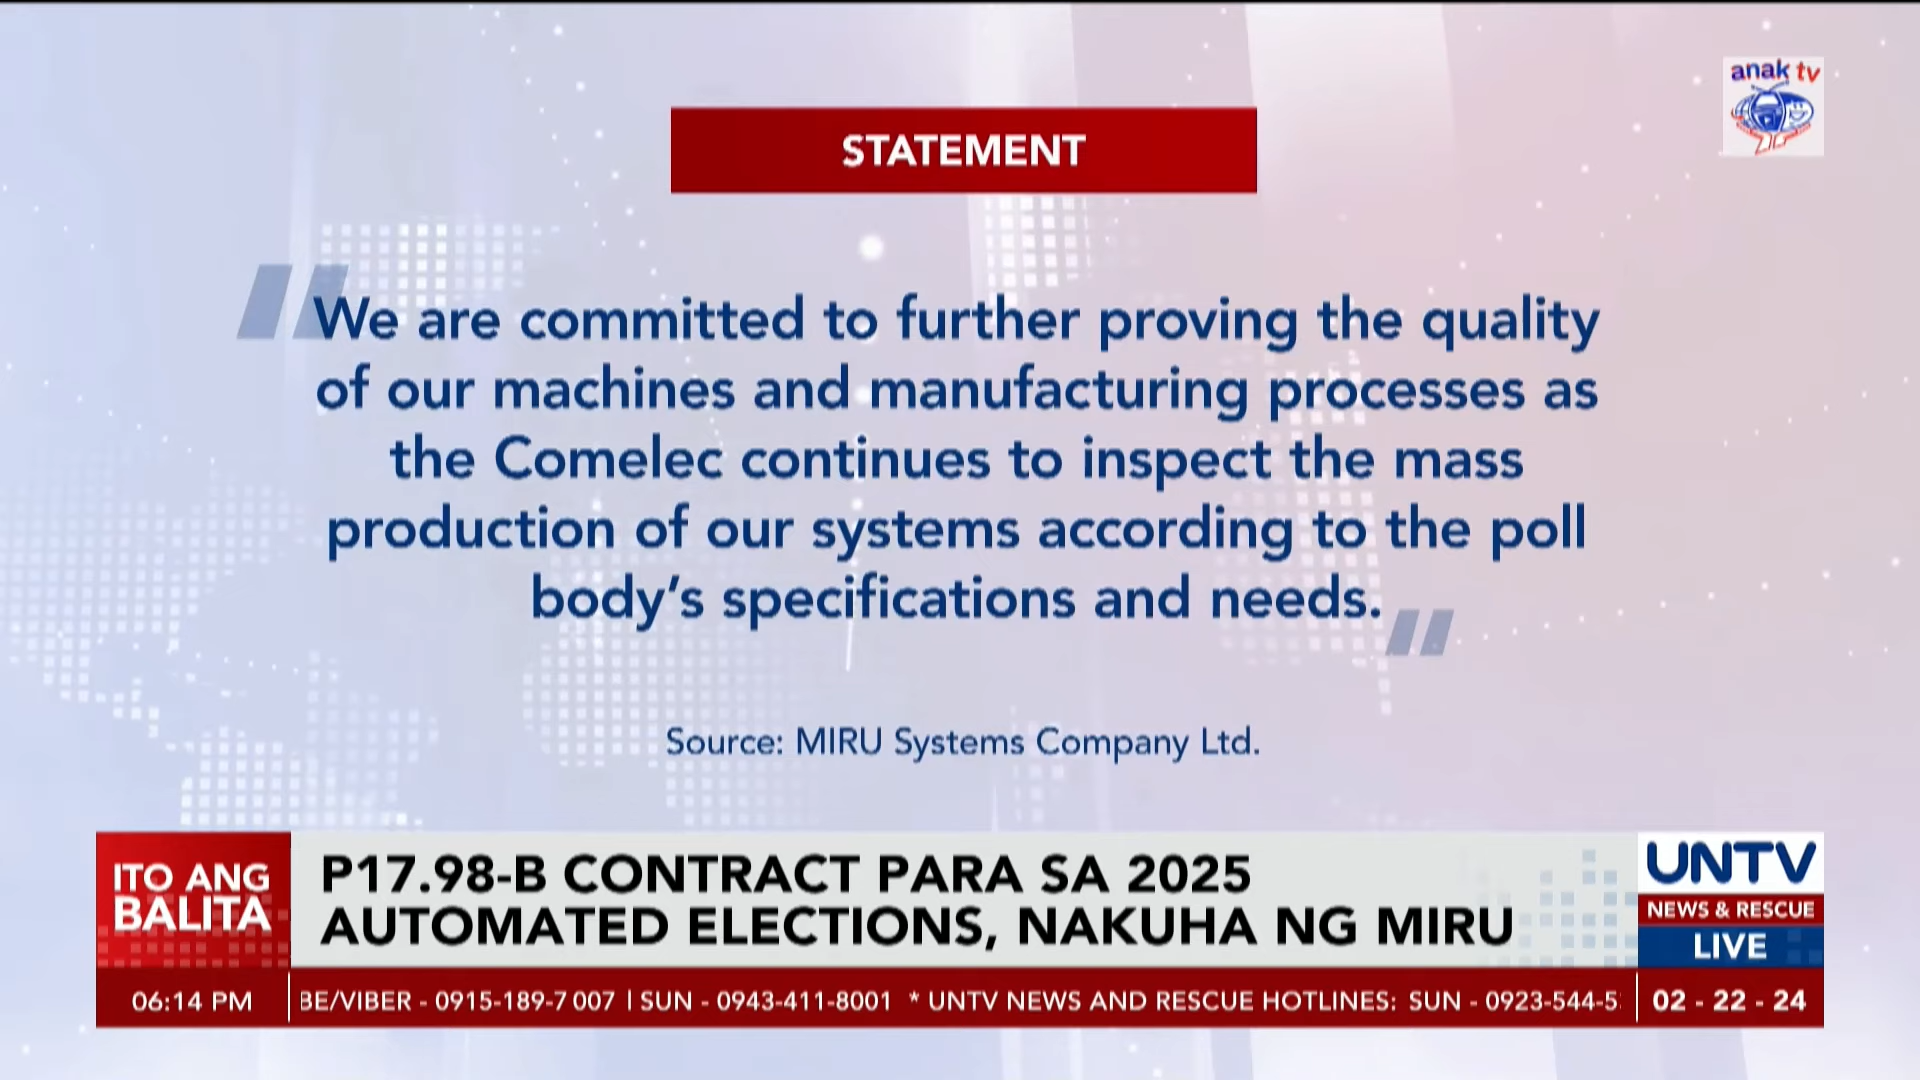 anak tv
STATEMENT
"We are committed to further proving the quality
of our machines and manufacturing processes as
the Comelec continues to inspect the mass
production of our systems according to the poll
body's specifications and needs."
Source: MIRU Systems Company Ltd.
ITO ANG
BALITA
P17.98-B CONTRACT PARA SA 2025
AUTOMATED ELECTIONS, NAKUHA NG MIRU
UNTV
NEWS & RESCUE
LIVE
06:14 PM
BE/VIBER - 0915-189-7007 | SUN - 0943-411-8001 * UNTV NEWS AND RESCUE HOTLINES: SUN - 0923-544-5
02 - 22 - 24